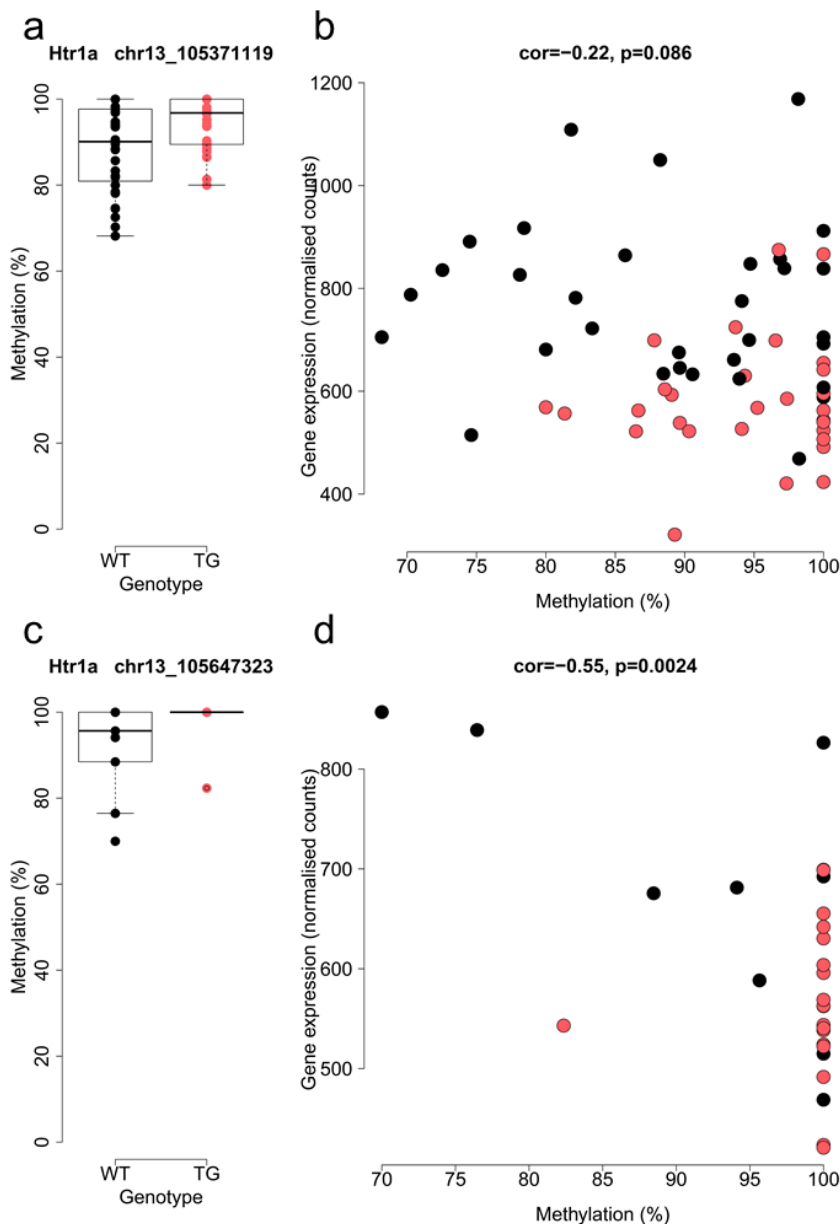 a
Htr1a chr13_105371119
100
80
60
40
20
0
Methylation (%)
WT TG
Genotype
b
cor=−0.22, p=0.086
1200
1000
800
600
400
Gene expression (normalised counts)
70 75 80 85 90 95 100
Methylation (%)
c
Htr1a chr13_105647323
100
80
60
40
20
0
Methylation (%)
WT TG
Genotype
d
cor=−0.55, p=0.0024
800
700
600
500
Gene expression (normalised counts)
70 75 80 85 90 95 100
Methylation (%)